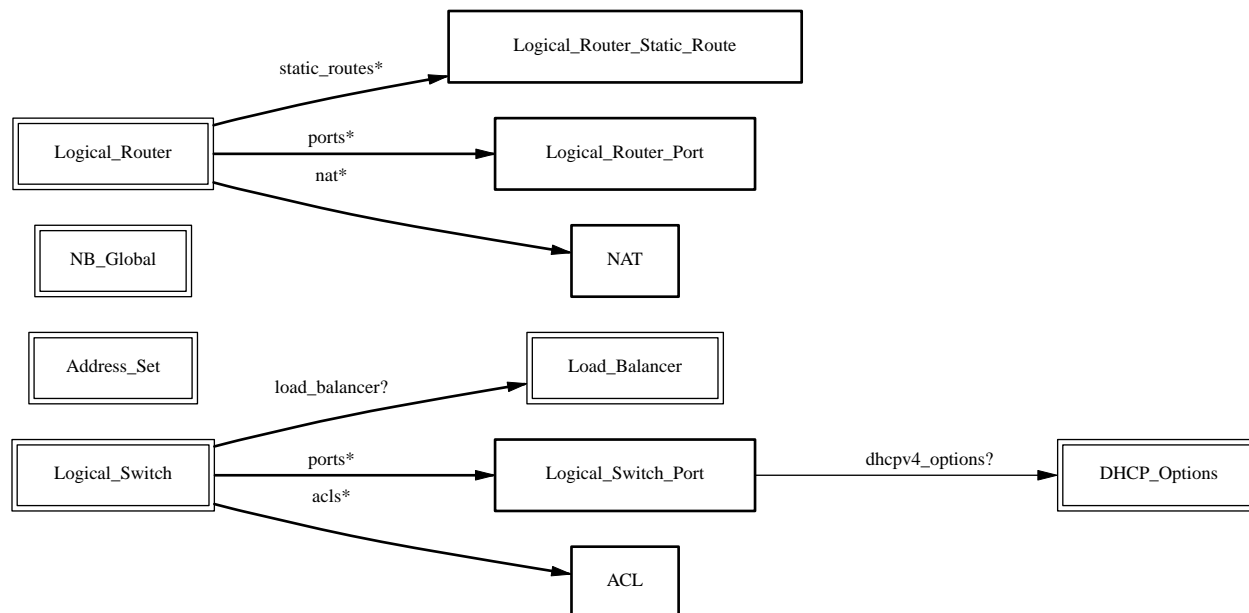 Logical_Router_Static_Route
static_routes*
Logical_Router
ports*
Logical_Router_Port
nat*
NB_Global
NAT
Address_Set
load_balancer?
Load_Balancer
Logical_Switch
ports*
Logical_Switch_Port
dhcpv4_options?
DHCP_Options
acls*
ACL